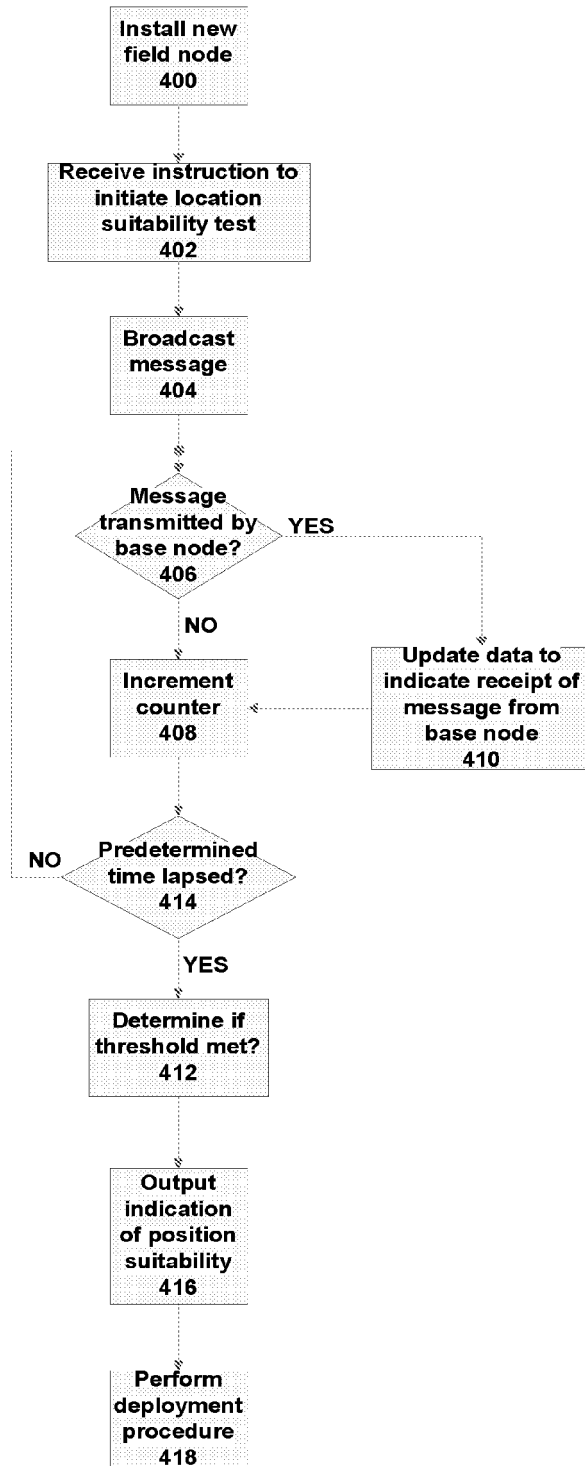 Install new
field node
400
Receive instruction to
initiate location
suitability test
402
Broadcast
message
404
Message
transmitted by
base node?
406
YES
NO
Increment
counter
408
Update data to
indicate receipt of
message from
base node
410
NO
Predetermined
time lapsed?
414
YES
Determine if
threshold met?
412
Output
indication
of position
suitability
416
Perform
deployment
procedure
418